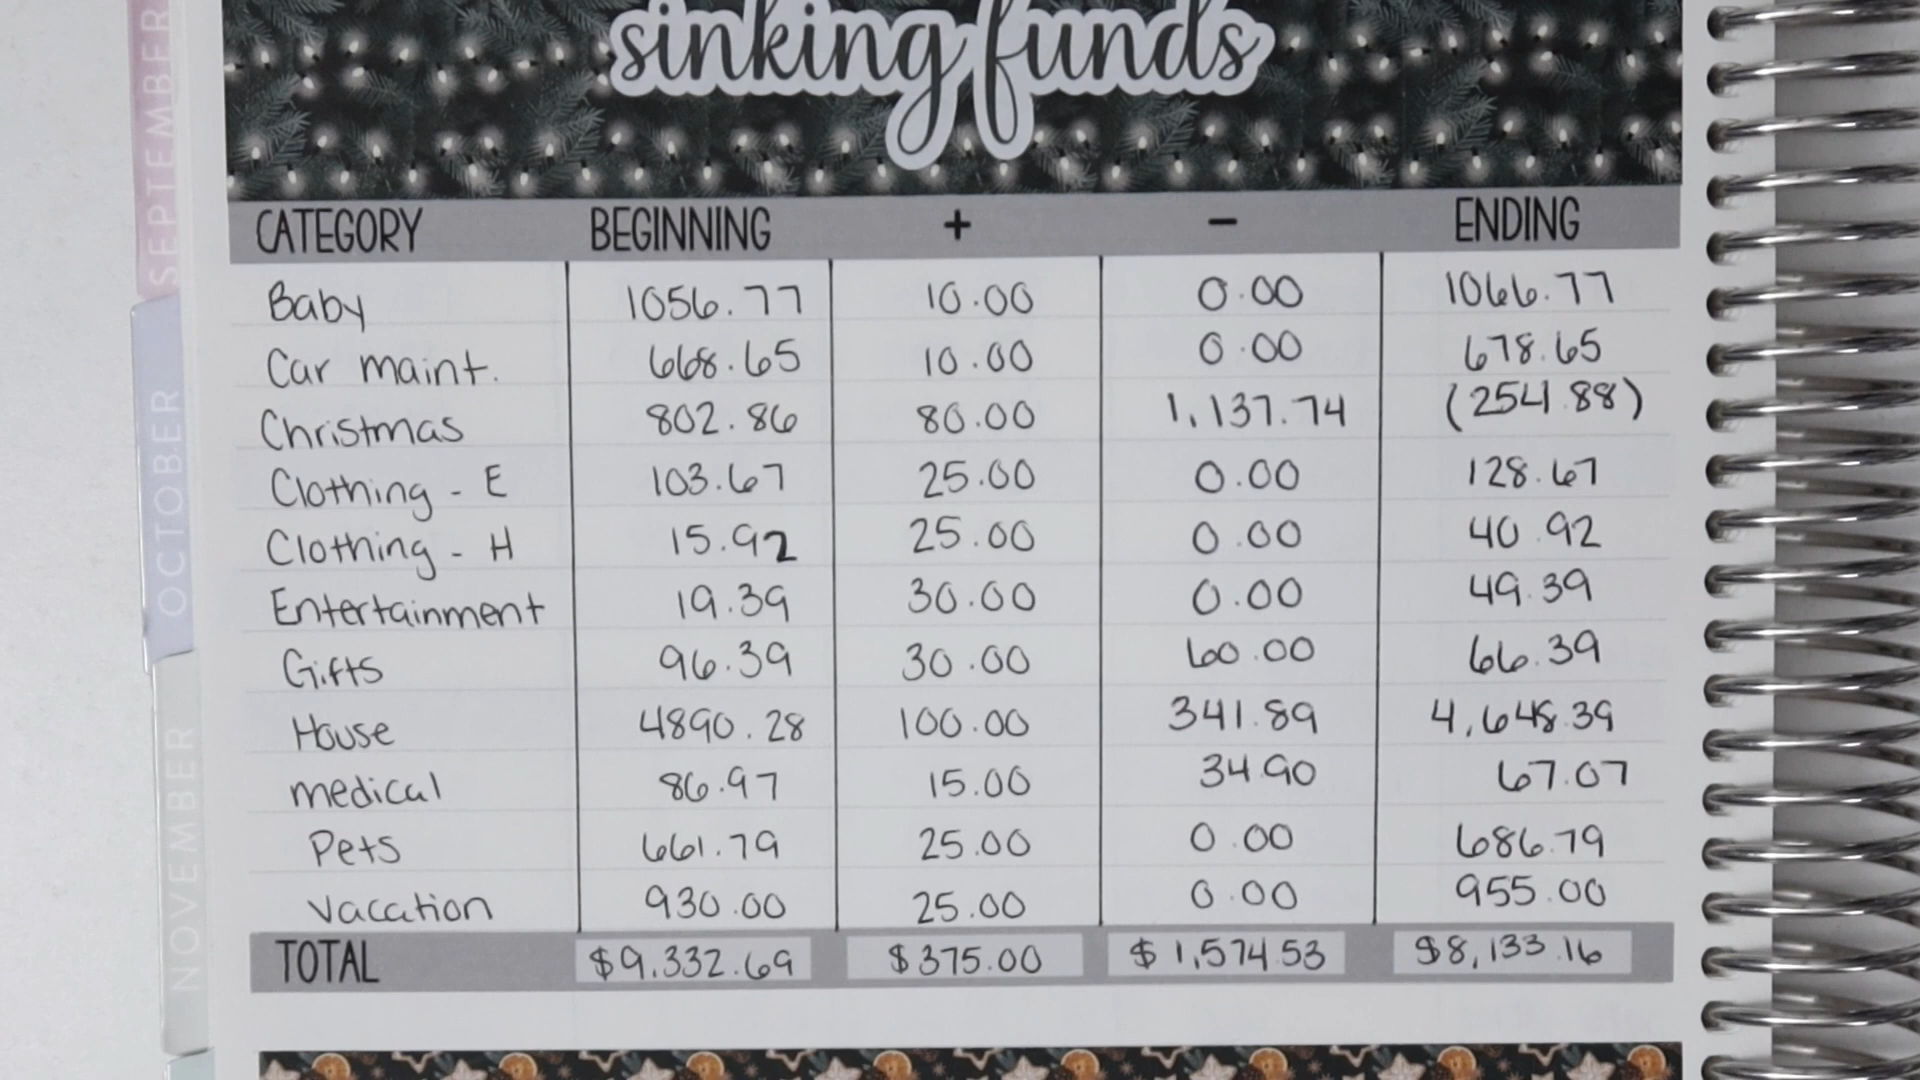 sinking funds
CATEGORY BEGINNING + − ENDING
Baby 1056.77 10.00 0.00 1066.77
Car maint. 668.65 10.00 0.00 678.65
Christmas 802.86 80.00 1,137.74 (254.88)
Clothing - E 103.67 25.00 0.00 128.67
Clothing - H 15.92 25.00 0.00 40.92
Entertainment 19.39 30.00 0.00 49.39
Gifts 96.39 30.00 60.00 66.39
House 4890.28 100.00 341.89 4,648.39
medical 86.97 15.00 34.90 67.07
Pets 661.79 25.00 0.00 686.79
vacation 930.00 25.00 0.00 955.00
TOTAL $9,332.69 $375.00 $1,574.53 $8,133.16
SEPTEMBER
OCTOBER
NOVEMBER